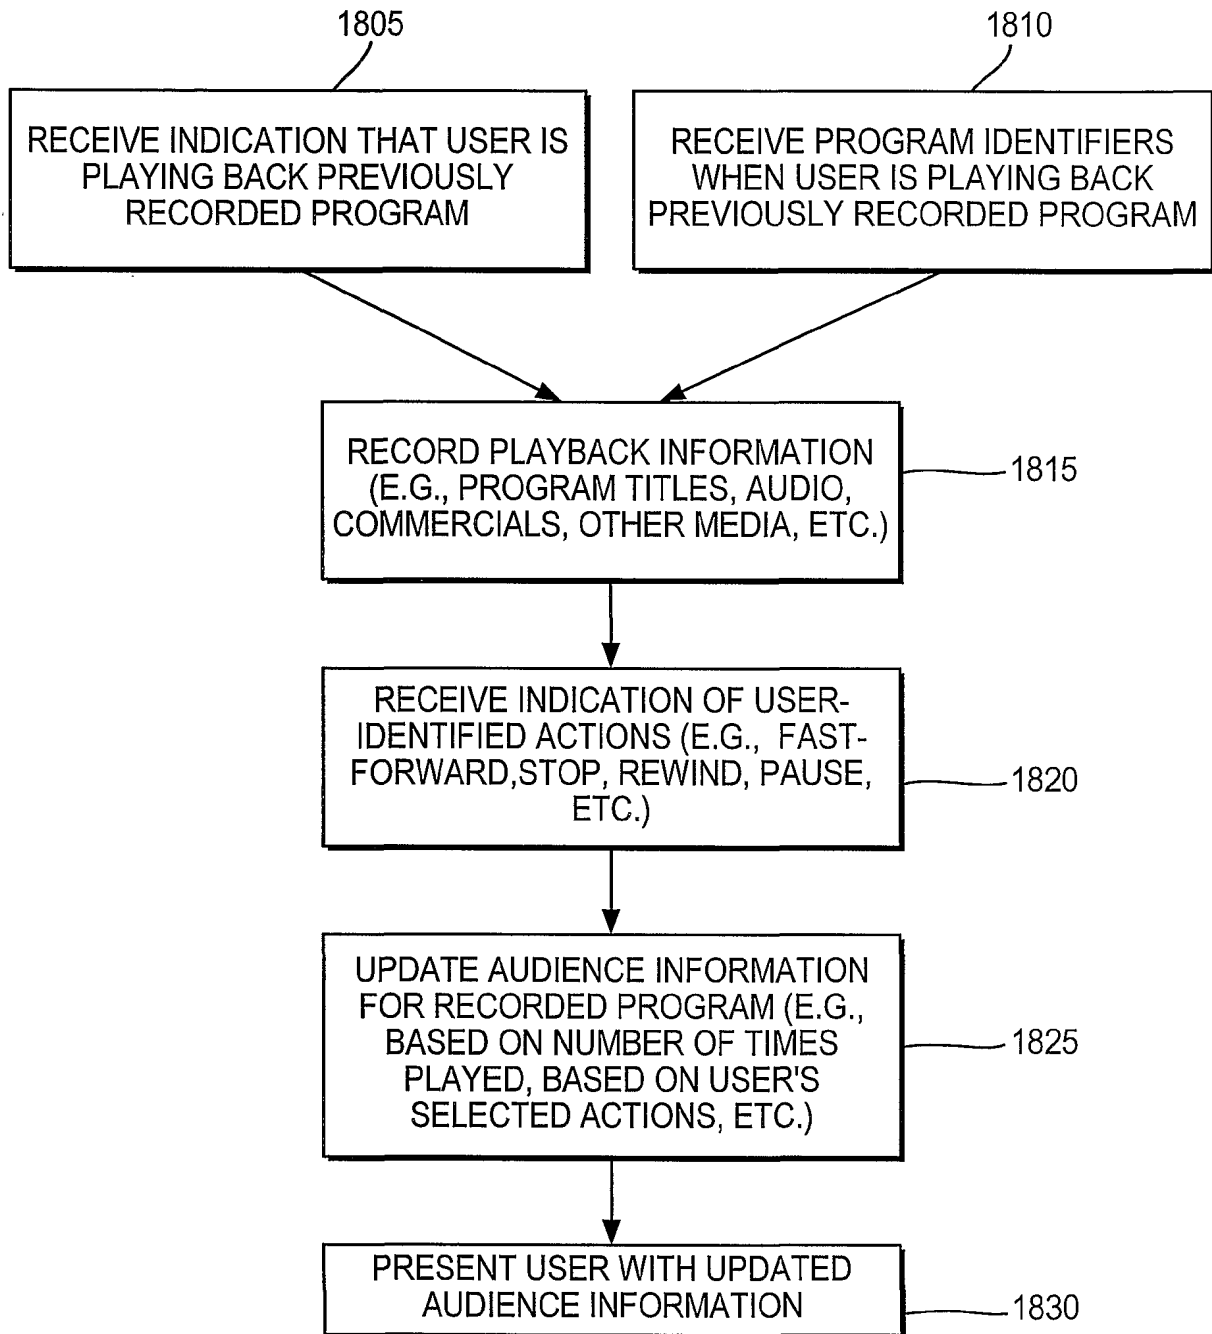 1805
1810
RECEIVE INDICATION THAT USER IS
PLAYING BACK PREVIOUSLY
RECORDED PROGRAM
RECEIVE PROGRAM IDENTIFIERS
WHEN USER IS PLAYING BACK
PREVIOUSLY RECORDED PROGRAM
RECORD PLAYBACK INFORMATION
(E.G., PROGRAM TITLES, AUDIO,
COMMERCIALS, OTHER MEDIA, ETC.)
1815
RECEIVE INDICATION OF USER-
IDENTIFIED ACTIONS (E.G., FAST-
FORWARD,STOP, REWIND, PAUSE,
ETC.)
1820
UPDATE AUDIENCE INFORMATION
FOR RECORDED PROGRAM (E.G.,
BASED ON NUMBER OF TIMES
PLAYED, BASED ON USER'S
SELECTED ACTIONS, ETC.)
1825
PRESENT USER WITH UPDATED
AUDIENCE INFORMATION
1830